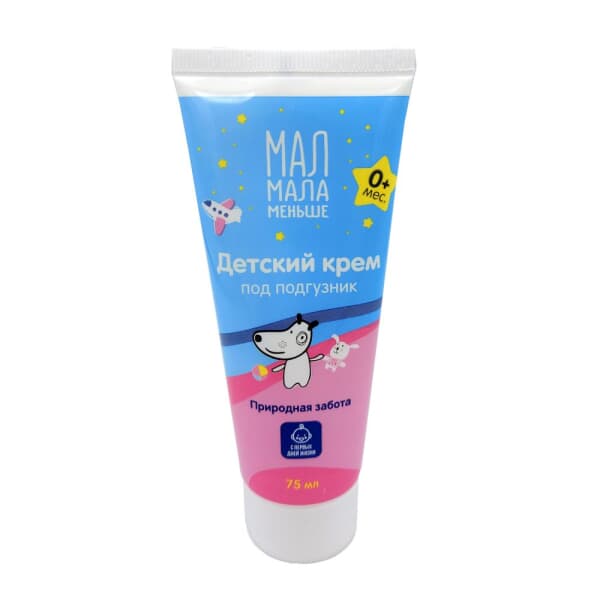 МАЛ
МАЛА
МЕНЬШЕ
0+
мес.
Детский крем
под подгузник
Природная забота
С ПЕРВЫХ
ДНЕЙ ЖИЗНИ
75 мл